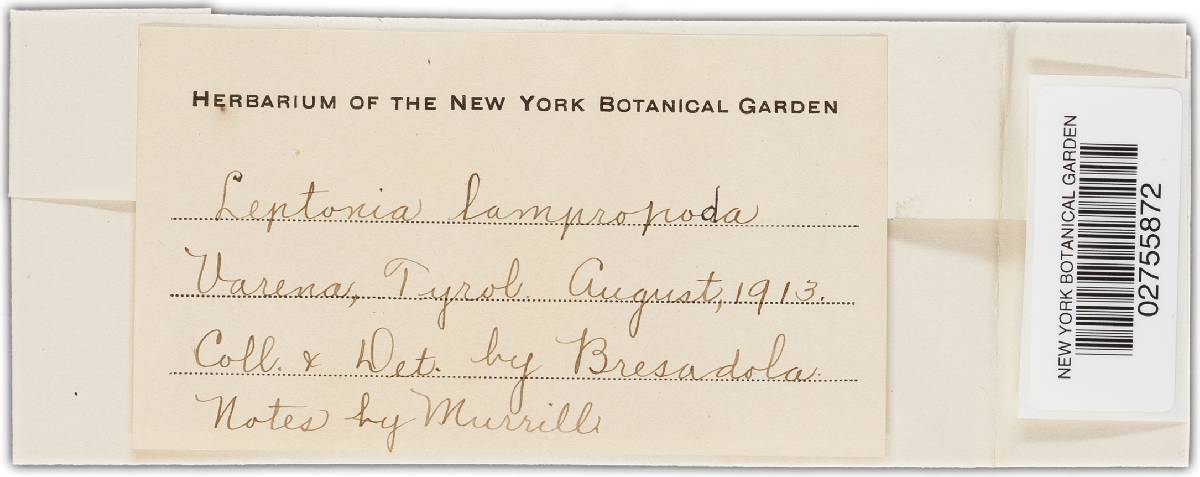 HERBARIUM OF THE NEW YORK BOTANICAL GARDEN
Leptonia lampropoda
Varena, Tyrol. August, 1913.
Coll. & Det. by Bresadola.
Notes by Murrill.
NEW YORK BOTANICAL GARDEN
02755872